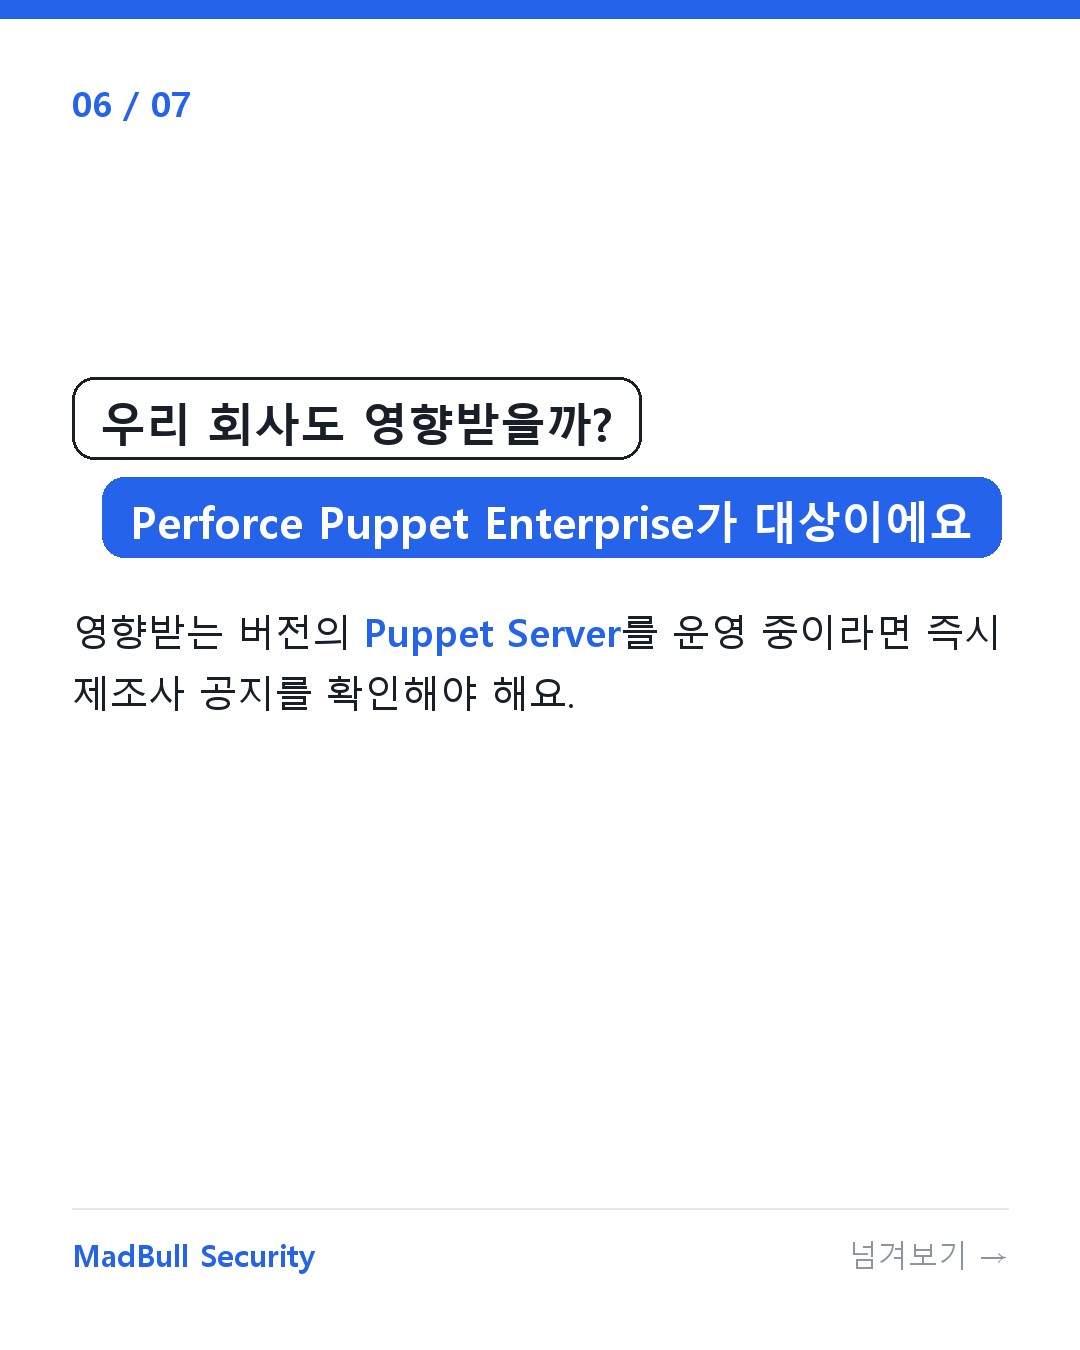 06 / 07
우리 회사도 영향받을까?
Perforce Puppet Enterprise가 대상이에요
영향받는 버전의 Puppet Server를 운영 중이라면 즉시
제조사 공지를 확인해야 해요.
MadBull Security
넘겨보기 →